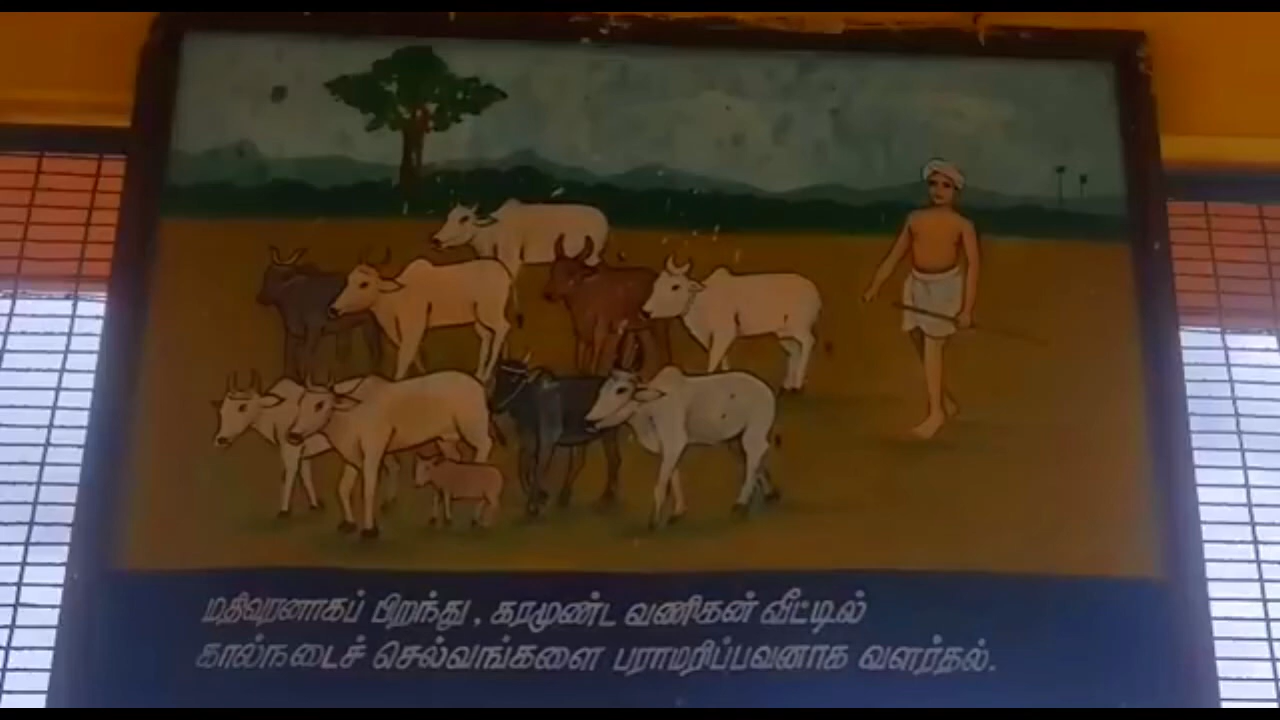 மதிவரனாகப் பிறந்து, கரமுண்ட வணிகன் வீட்டில்
கால்நடைச் செல்வங்களை பராமரிப்பவனாக வளர்தல்.